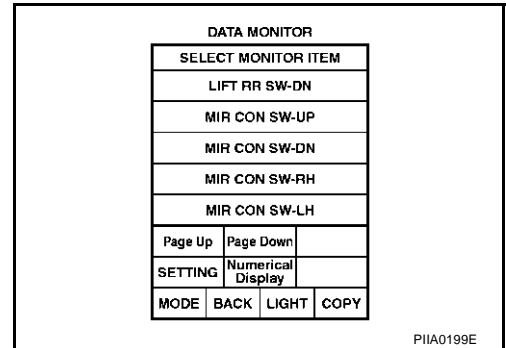 DATA MONITOR
SELECT MONITOR ITEM
LIFT RR SW-DN
MIR CON SW-UP
MIR CON SW-DN
MIR CON SW-RH
MIR CON SW-LH
Page Up Page Down
SETTING Numerical Display
MODE BACK LIGHT COPY
PIIA0199E